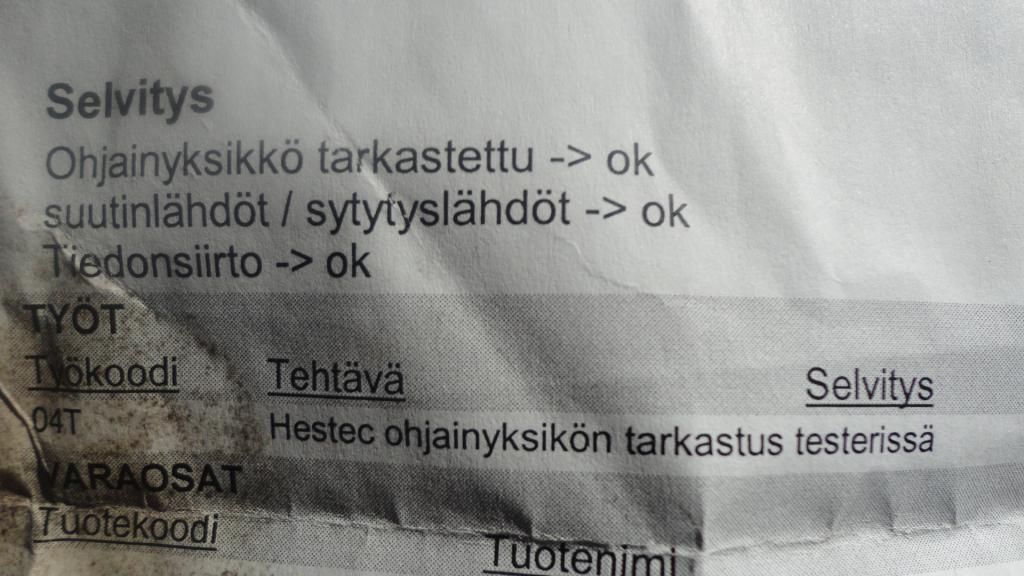 Selvitys
Ohjainyksikkö tarkastettu -> ok
suutinlähdöt / sytytyslähdöt -> ok
Tiedonsiirto -> ok
TYÖT
Työkoodi Tehtävä Selvitys
04T Hestec ohjainyksikön tarkastus testerissä
VARAOSAT
Tuotekoodi Tuotenimi